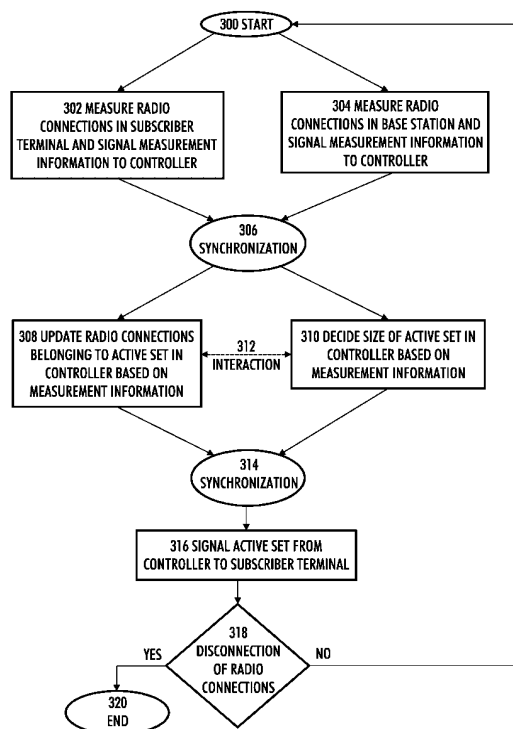 300 START
302 MEASURE RADIO
CONNECTIONS IN SUBSCRIBER
TERMINAL AND SIGNAL MEASUREMENT
INFORMATION TO CONTROLLER
304 MEASURE RADIO
CONNECTIONS IN BASE STATION AND
SIGNAL MEASUREMENT INFORMATION
TO CONTROLLER
306
SYNCHRONIZATION
308 UPDATE RADIO CONNECTIONS
BELONGING TO ACTIVE SET IN
CONTROLLER BASED ON
MEASUREMENT INFORMATION
312
INTERACTION
310 DECIDE SIZE OF ACTIVE SET IN
CONTROLLER BASED ON
MEASUREMENT INFORMATION
314
SYNCHRONIZATION
316 SIGNAL ACTIVE SET FROM
CONTROLLER TO SUBSCRIBER TERMINAL
318
DISCONNECTION
OF RADIO
CONNECTIONS
YES
NO
320
END